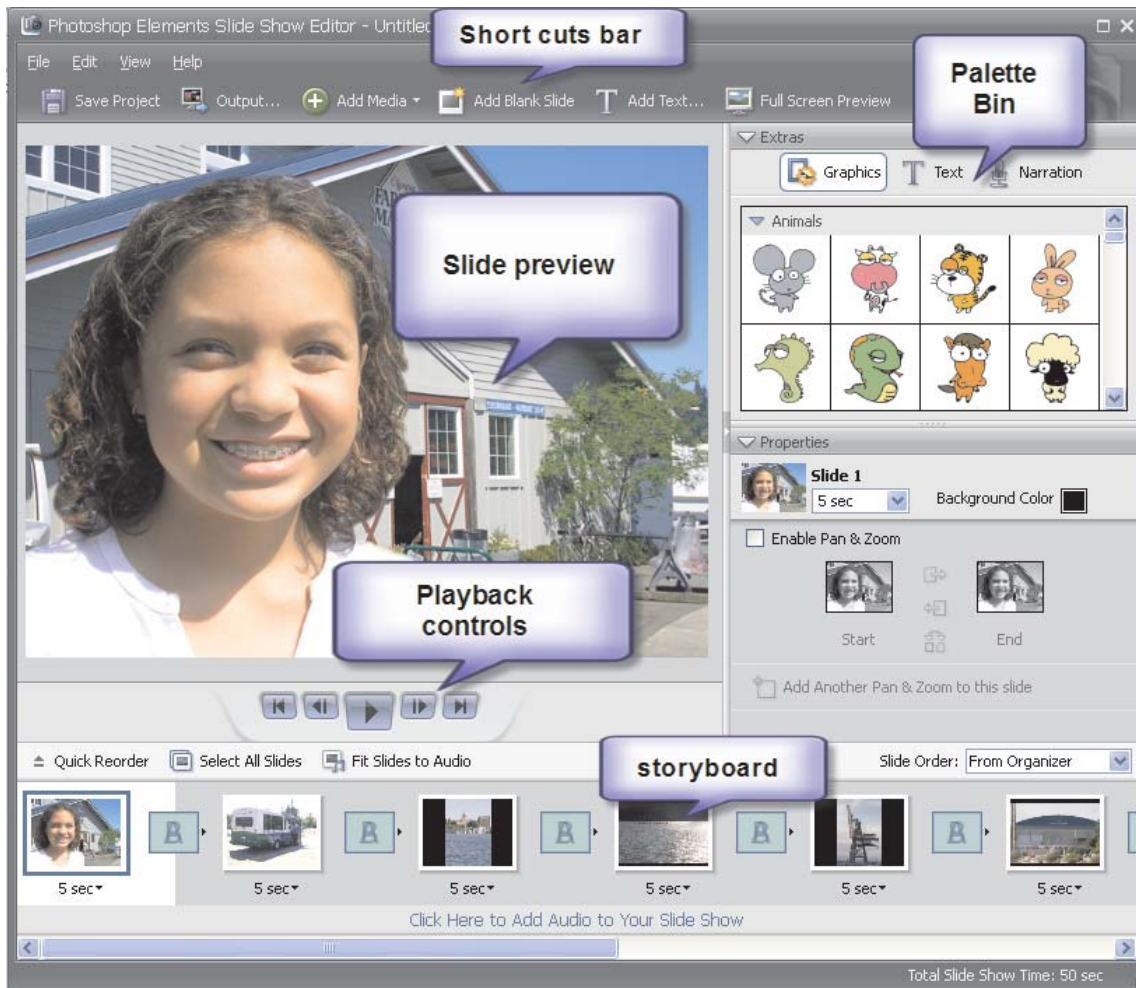 Photoshop Elements Slide Show Editor - Untitled
Short cuts bar
File Edit View Help
Save Project Output... Add Media Add Blank Slide T Add Text... Full Screen Preview
Palette
Bin
Extras
Graphics T Text Narration
Animals
Slide preview
Properties
Slide 1
5 sec Background Color
Enable Pan & Zoom
Start End
Add Another Pan & Zoom to this slide
Playback
controls
Quick Reorder Select All Slides Fit Slides to Audio
storyboard
Slide Order: From Organizer
5 sec 5 sec 5 sec 5 sec 5 sec 5 sec
Click Here to Add Audio to Your Slide Show
Total Slide Show Time: 50 sec